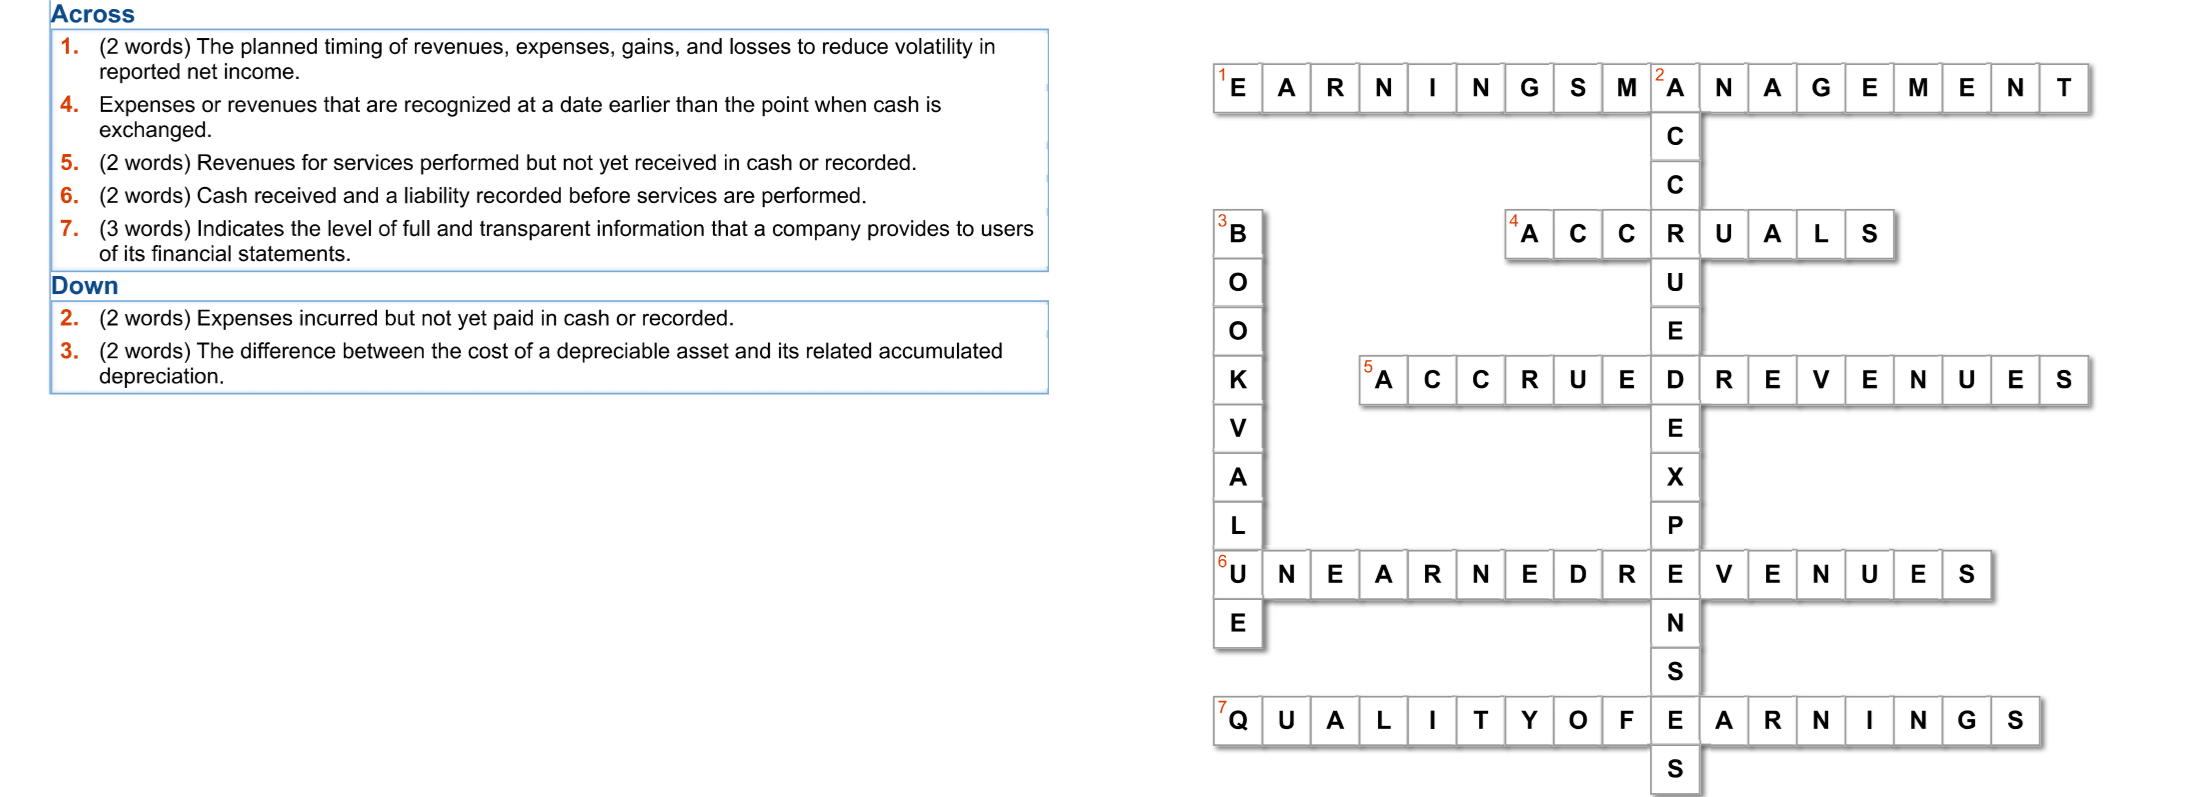 Across
1. (2 words) The planned timing of revenues, expenses, gains, and losses to reduce volatility in
reported net income.
4. Expenses or revenues that are recognized at a date earlier than the point when cash is
exchanged.
5. (2 words) Revenues for services performed but not yet received in cash or recorded.
6. (2 words) Cash received and a liability recorded before services are performed.
7. (3 words) Indicates the level of full and transparent information that a company provides to users
of its financial statements.
Down
2. (2 words) Expenses incurred but not yet paid in cash or recorded.
3. (2 words) The difference between the cost of a depreciable asset and its related accumulated
depreciation.
1 E A R N I N G S M 2 A N A G E M E N T
C
C
3 B 4 A C C R U A L S
O U
O E
K 5 A C C R U E D R E V E N U E S
V E
A X
L P
6 U N E A R N E D R E V E N U E S
E N
S
7 Q U A L I T Y O F E A R N I N G S
S